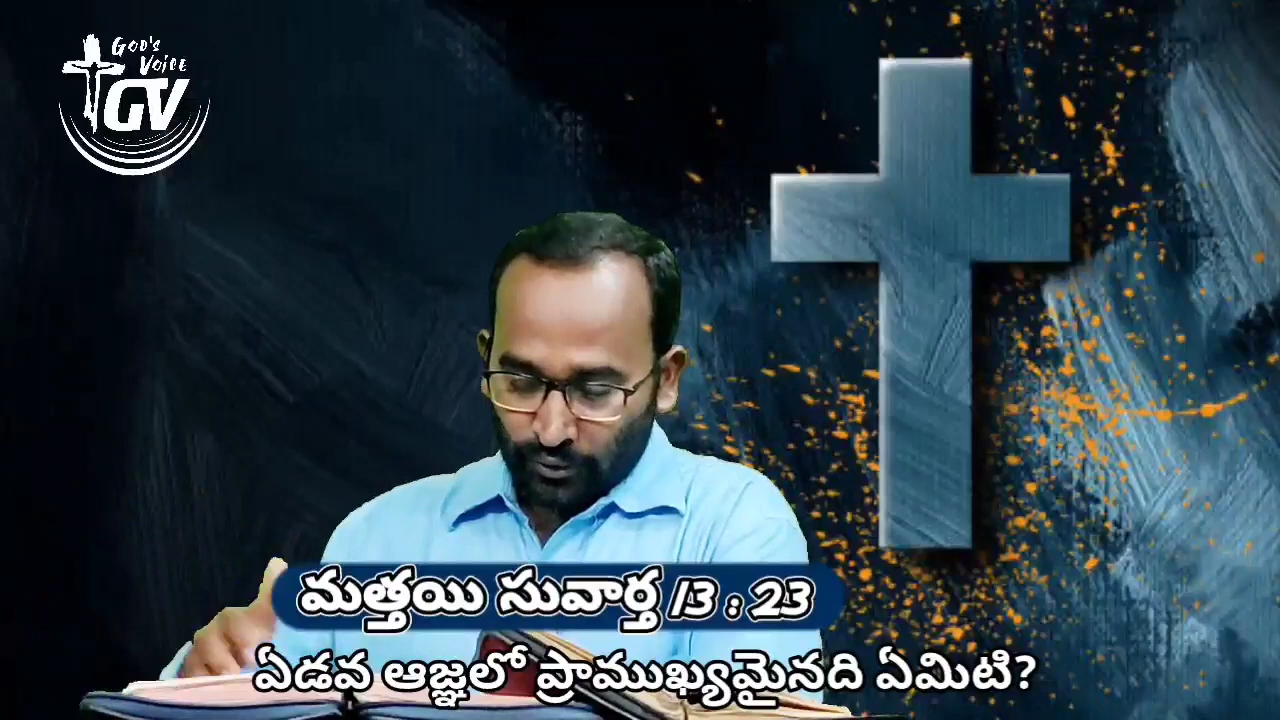 GOD'S
VOICE
GV
మత్తయి సువార్త 13 : 23
ఏడవ ఆజ్ఞలో ప్రాముఖ్యమైనది ఏమిటి?